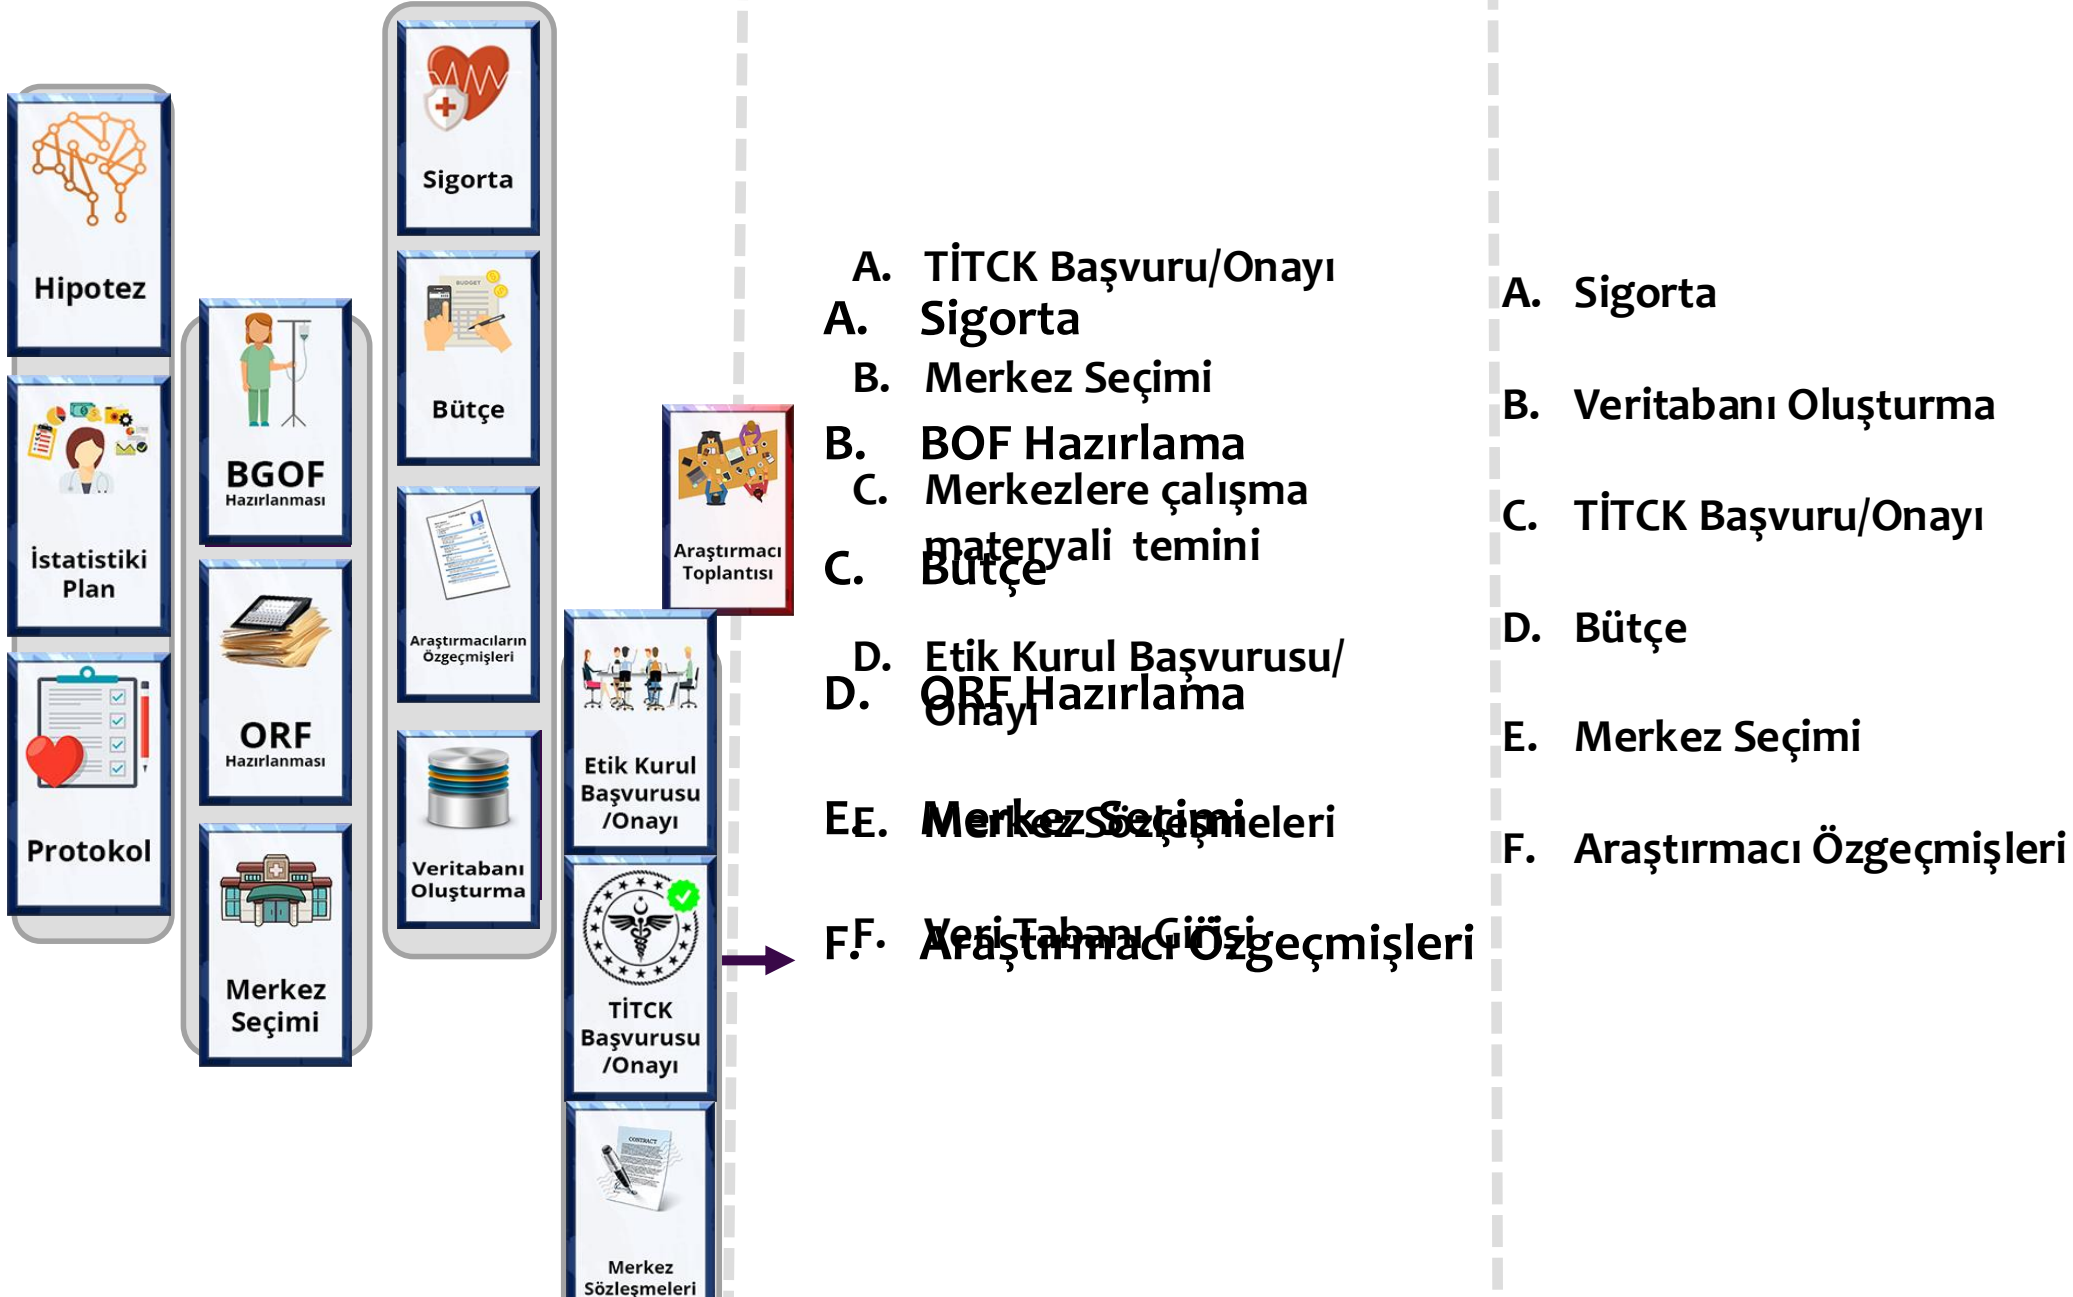 Hipotez
İstatistiki
Plan
Protokol
BGOF
Hazırlanması
ORF
Hazırlanması
Merkez
Seçimi
Sigorta
BUDGET
Bütçe
Araştırmacıların
Özgeçmişleri
Veritabanı
Oluşturma
Etik Kurul
Başvurusu
/Onayı
TİTCK
Başvurusu
/Onayı
CONTRACT
Merkez
Sözleşmeleri
Araştırmacı
Toplantısı
A. TİTCK Başvuru/Onayı
B. Merkez Seçimi
C. Merkezlere çalışma
materyali temini
D. Etik Kurul Başvurusu/
Onayı
E. Merkez Sözleşmeleri
F. Veri Tabanı Girişi
A. Sigorta
B. BOF Hazırlama
C. Bütçe
D. ORF Hazırlama
E. Merkez Seçimi
F. Araştırmacı Özgeçmişleri
A. Sigorta
B. Veritabanı Oluşturma
C. TİTCK Başvuru/Onayı
D. Bütçe
E. Merkez Seçimi
F. Araştırmacı Özgeçmişleri